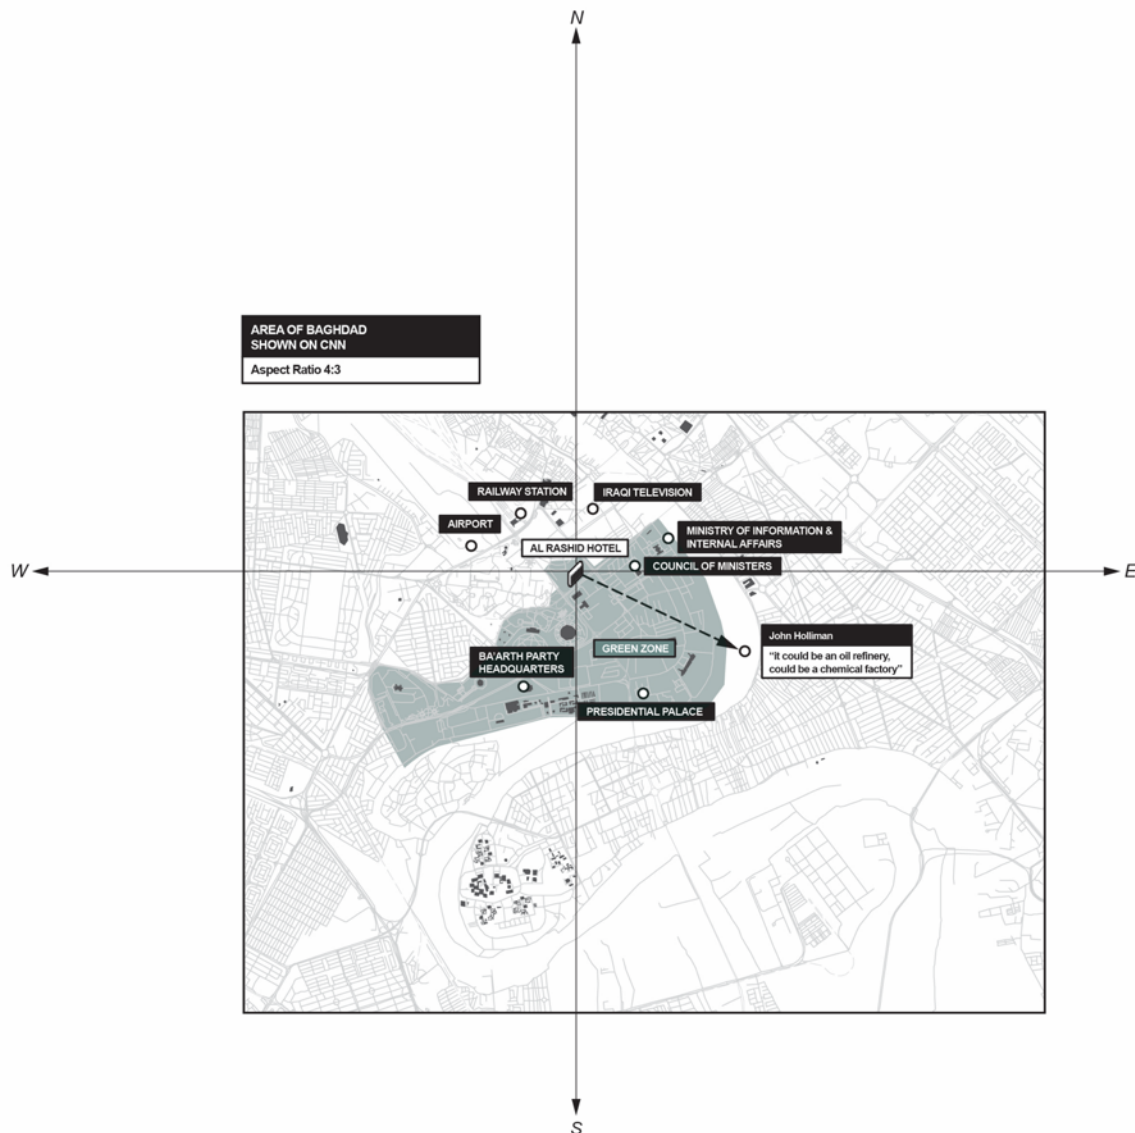 N
AREA OF BAGHDAD
SHOWN ON CNN
Aspect Ratio 4:3
RAILWAY STATION
IRAQI TELEVISION
AIRPORT
MINISTRY OF INFORMATION &
INTERNAL AFFAIRS
AL RASHID HOTEL
COUNCIL OF MINISTERS
W
E
John Holliman
"it could be an oil refinery,
could be a chemical factory"
GREEN ZONE
BA'ARTH PARTY
HEADQUARTERS
PRESIDENTIAL PALACE
S